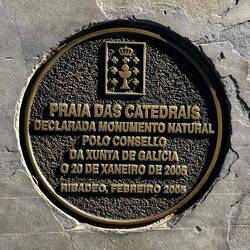 PRAIA DAS CATEDRAIS
DECLARADA MONUMENTO NATURAL
POLO CONSELLO
DA XUNTA DE GALICIA
O 20 DE XANEIRO DE 2005
RIBADEO, FEBREIRO 2005